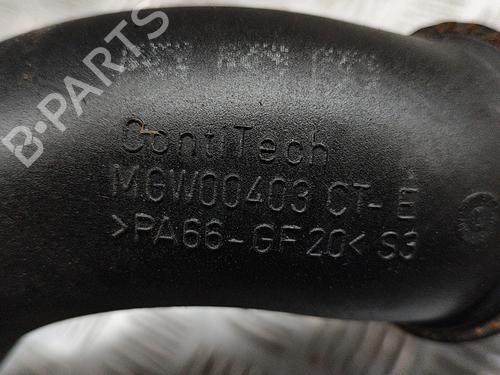 B-PARTS
ContiTech
MGW00403 CT-E
>PA66-GF20< S3